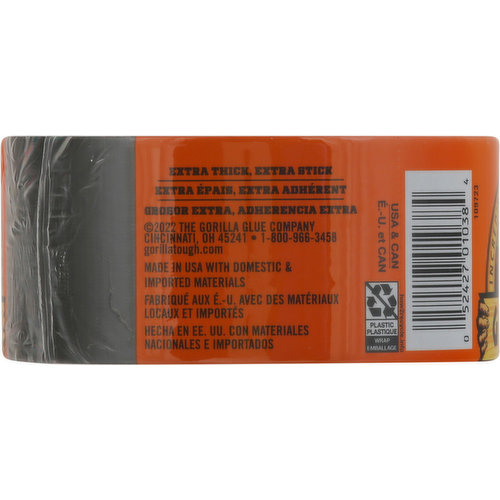 EXTRA THICK, EXTRA STICK
EXTRA ÉPAIS, EXTRA ADHÉRENT
GROSOR EXTRA, ADHERENCIA EXTRA
©2022 THE GORILLA GLUE COMPANY
CINCINNATI, OH 45241 • 1-800-966-3458
gorillatough.com
MADE IN USA WITH DOMESTIC &
IMPORTED MATERIALS
FABRIQUÉ AUX É.-U. AVEC DES MATÉRIAUX
LOCAUX ET IMPORTÉS
HECHA EN EE. UU. CON MATERIALES
NACIONALES E IMPORTADOS
USA & CAN
É.-U. et CAN
PLASTIC
PLASTIQUE
WRAP
EMBALLAGE
0 52427 01038 4
109723